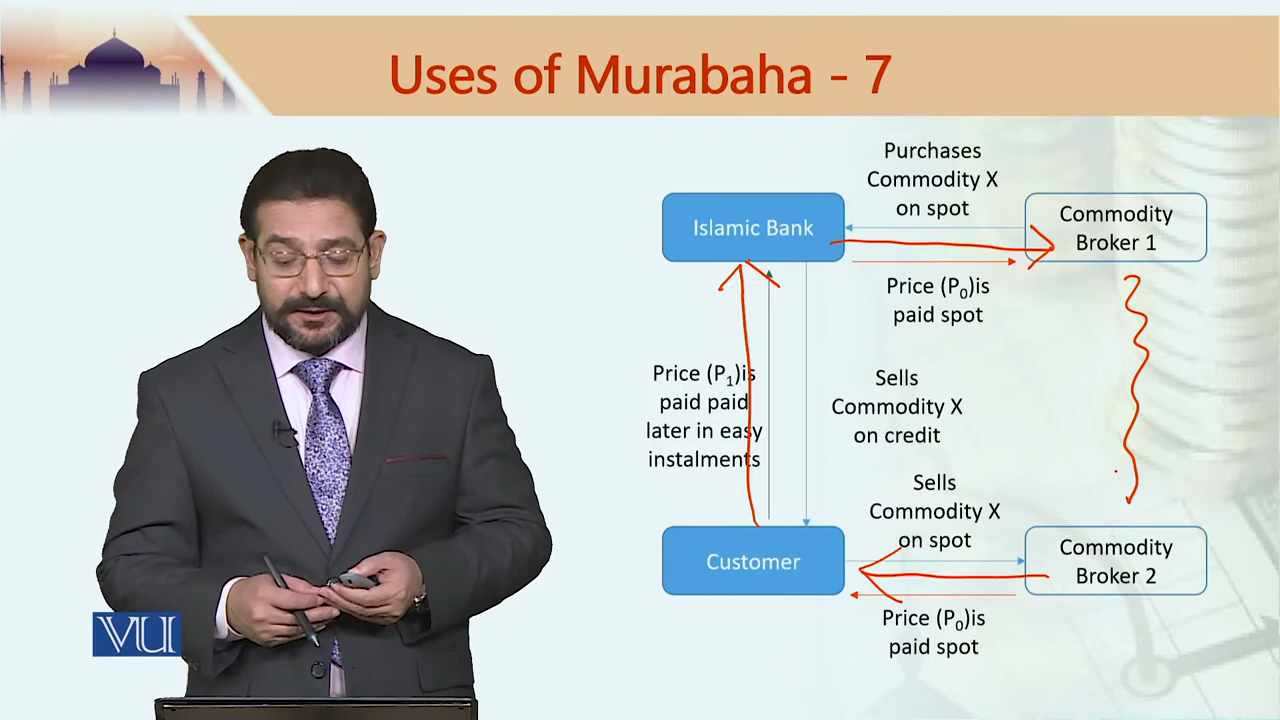 Uses of Murabaha - 7
Purchases
Commodity X
on spot
Islamic Bank
Commodity
Broker 1
Price (P₀)is
paid spot
Price (P₁)is
paid paid
later in easy
instalments
Sells
Commodity X
on credit
Sells
Commodity X
on spot
Customer
Commodity
Broker 2
Price (P₀)is
paid spot
VU